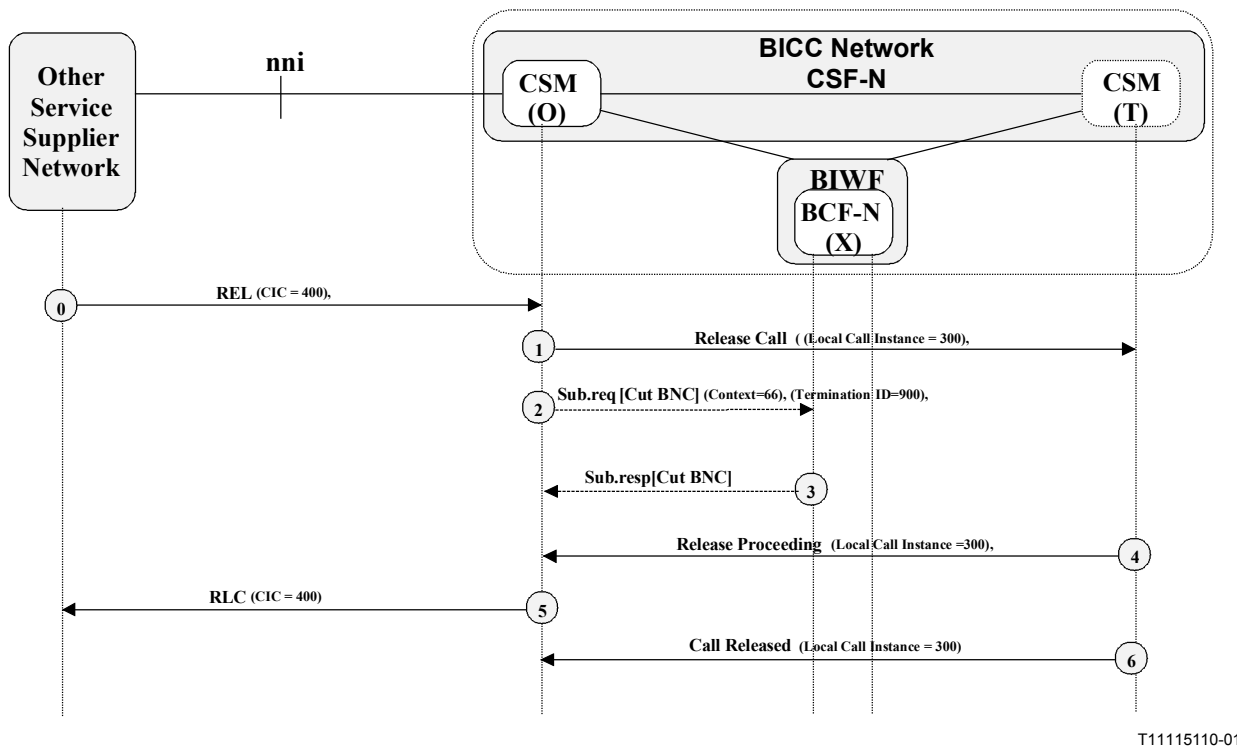 Other
Service
Supplier
Network
nni
BICC Network
CSF-N
CSM
(O)
CSM
(T)
BIWF
BCF-N
(X)
0
REL (CIC = 400),
1
Release Call ( (Local Call Instance = 300),
2
Sub.req [Cut BNC] (Context=66), (Termination ID=900),
Sub.resp[Cut BNC]
3
Release Proceeding (Local Call Instance =300),
4
RLC (CIC = 400)
5
Call Released (Local Call Instance = 300)
6
T11115110-01